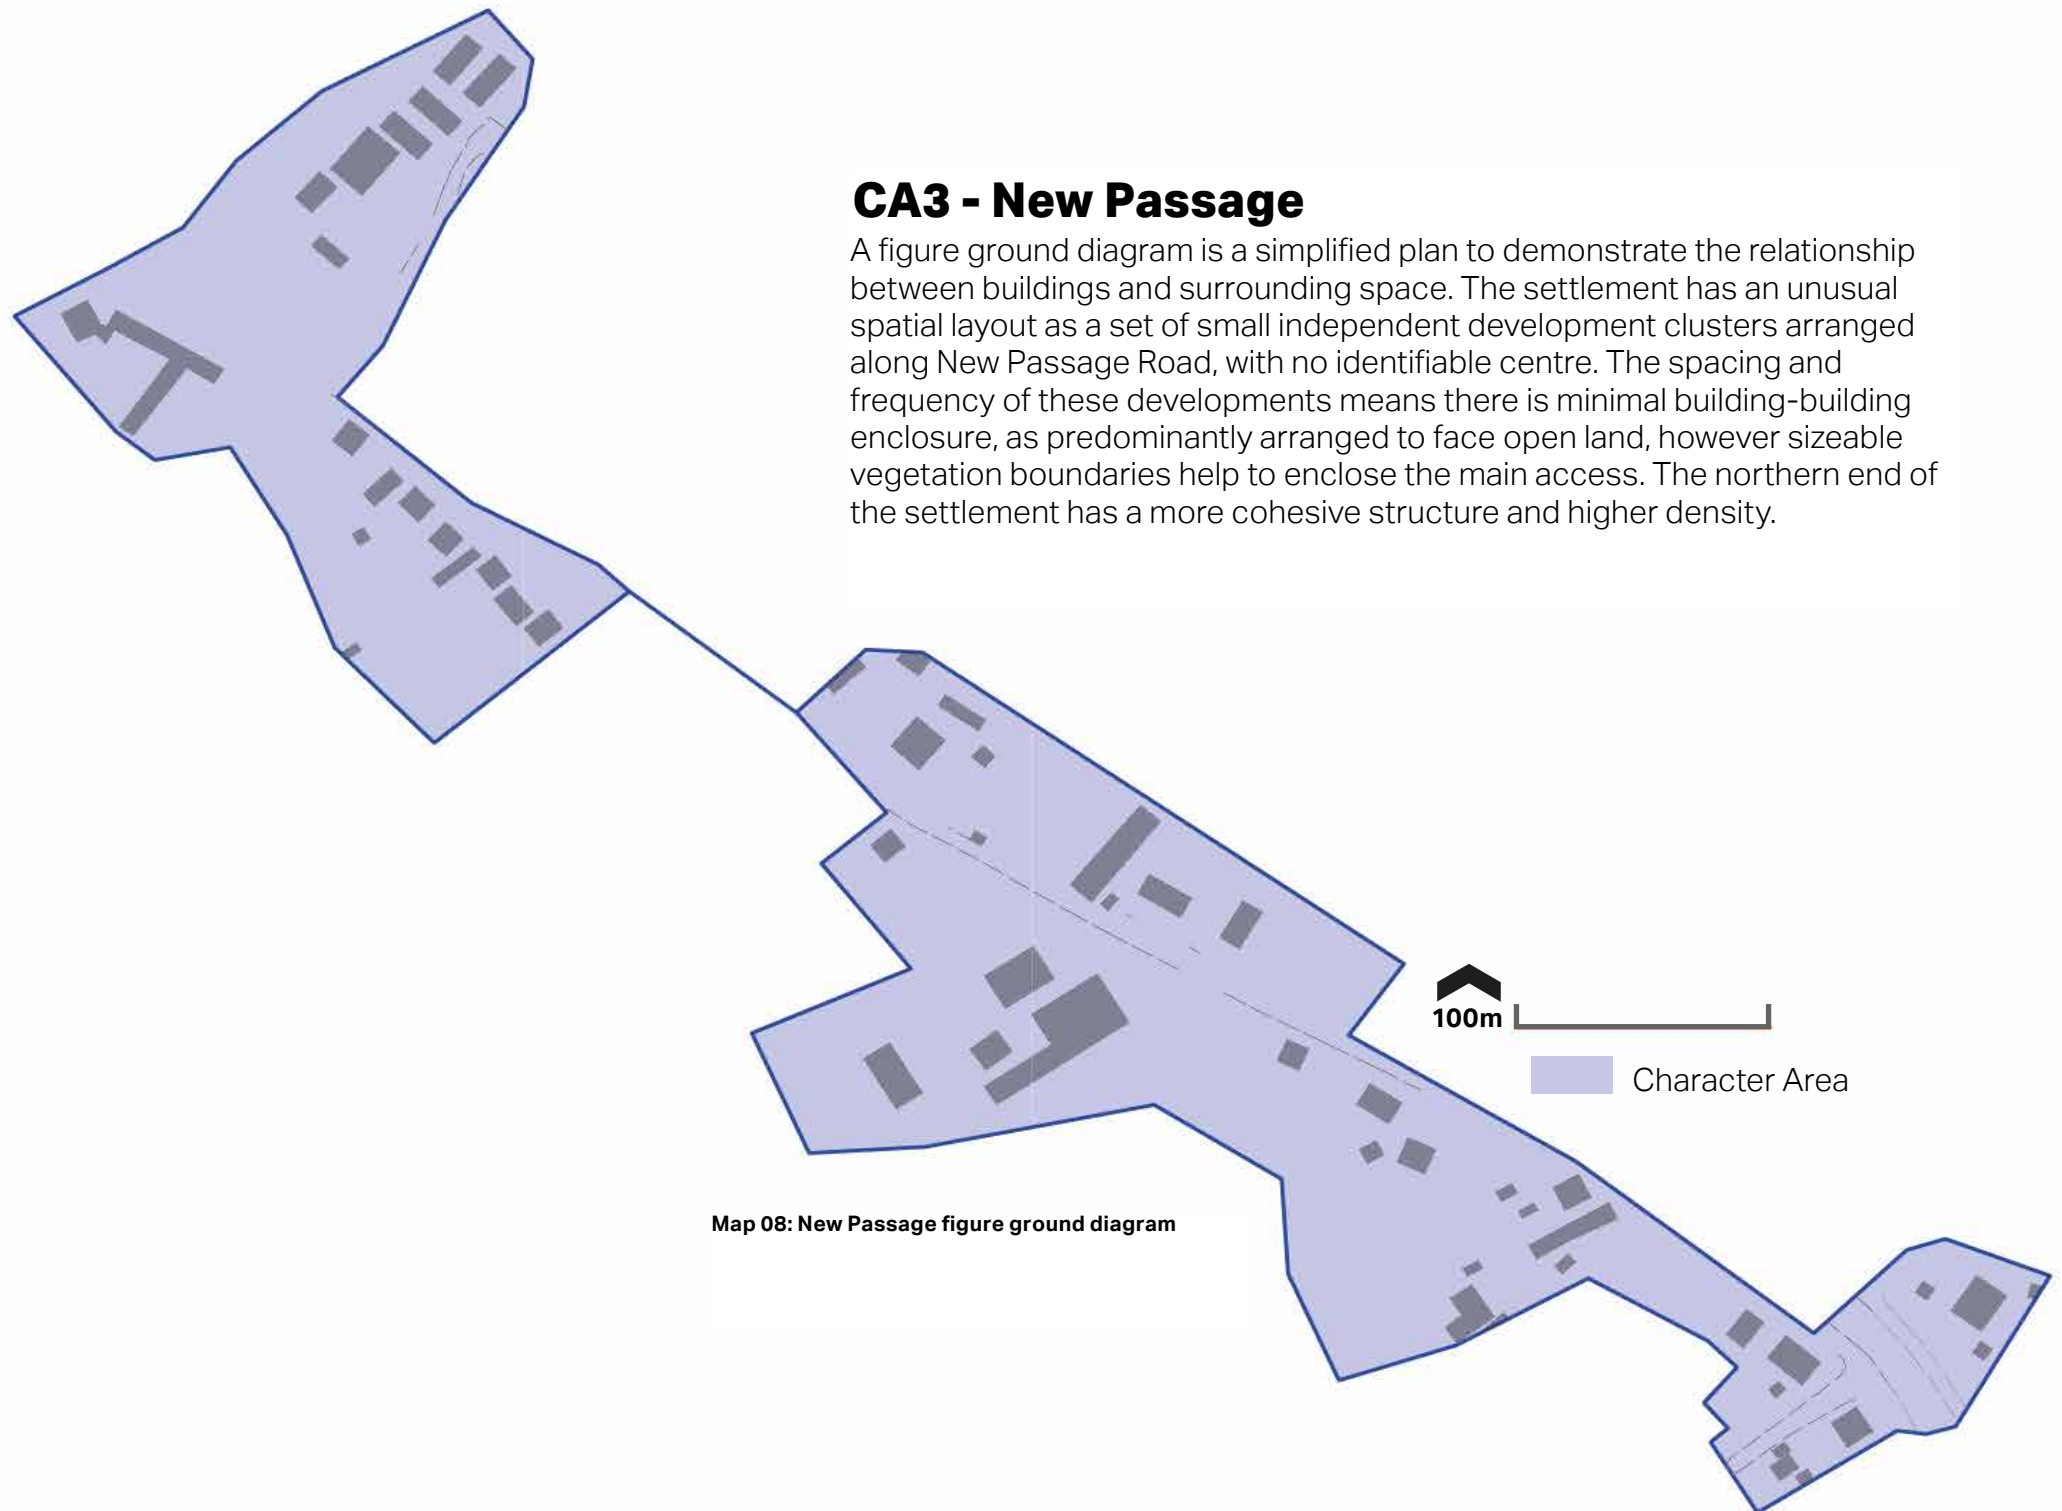 CA3 - New Passage
A figure ground diagram is a simplified plan to demonstrate the relationship
between buildings and surrounding space. The settlement has an unusual
spatial layout as a set of small independent development clusters arranged
along New Passage Road, with no identifiable centre. The spacing and
frequency of these developments means there is minimal building-building
enclosure, as predominantly arranged to face open land, however sizeable
vegetation boundaries help to enclose the main access. The northern end of
the settlement has a more cohesive structure and higher density.
100m
Character Area
Map 08: New Passage figure ground diagram